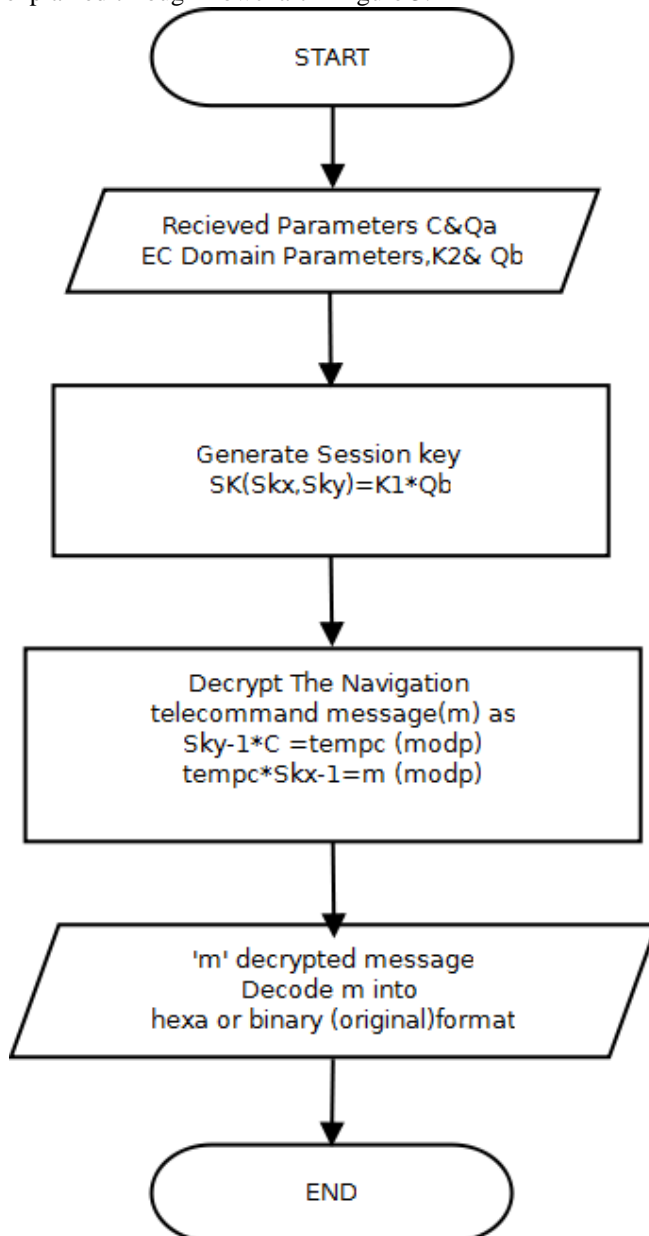 START
Recieved Parameters C&Qa
EC Domain Parameters,K2& Qb
Generate Session key
SK(Skx,Sky)=K1*Qb
Decrypt The Navigation
telecommand message(m) as
Sky-1*C =tempc (modp)
tempc*Skx-1=m (modp)
'm' decrypted message
Decode m into
hexa or binary (original)format
END